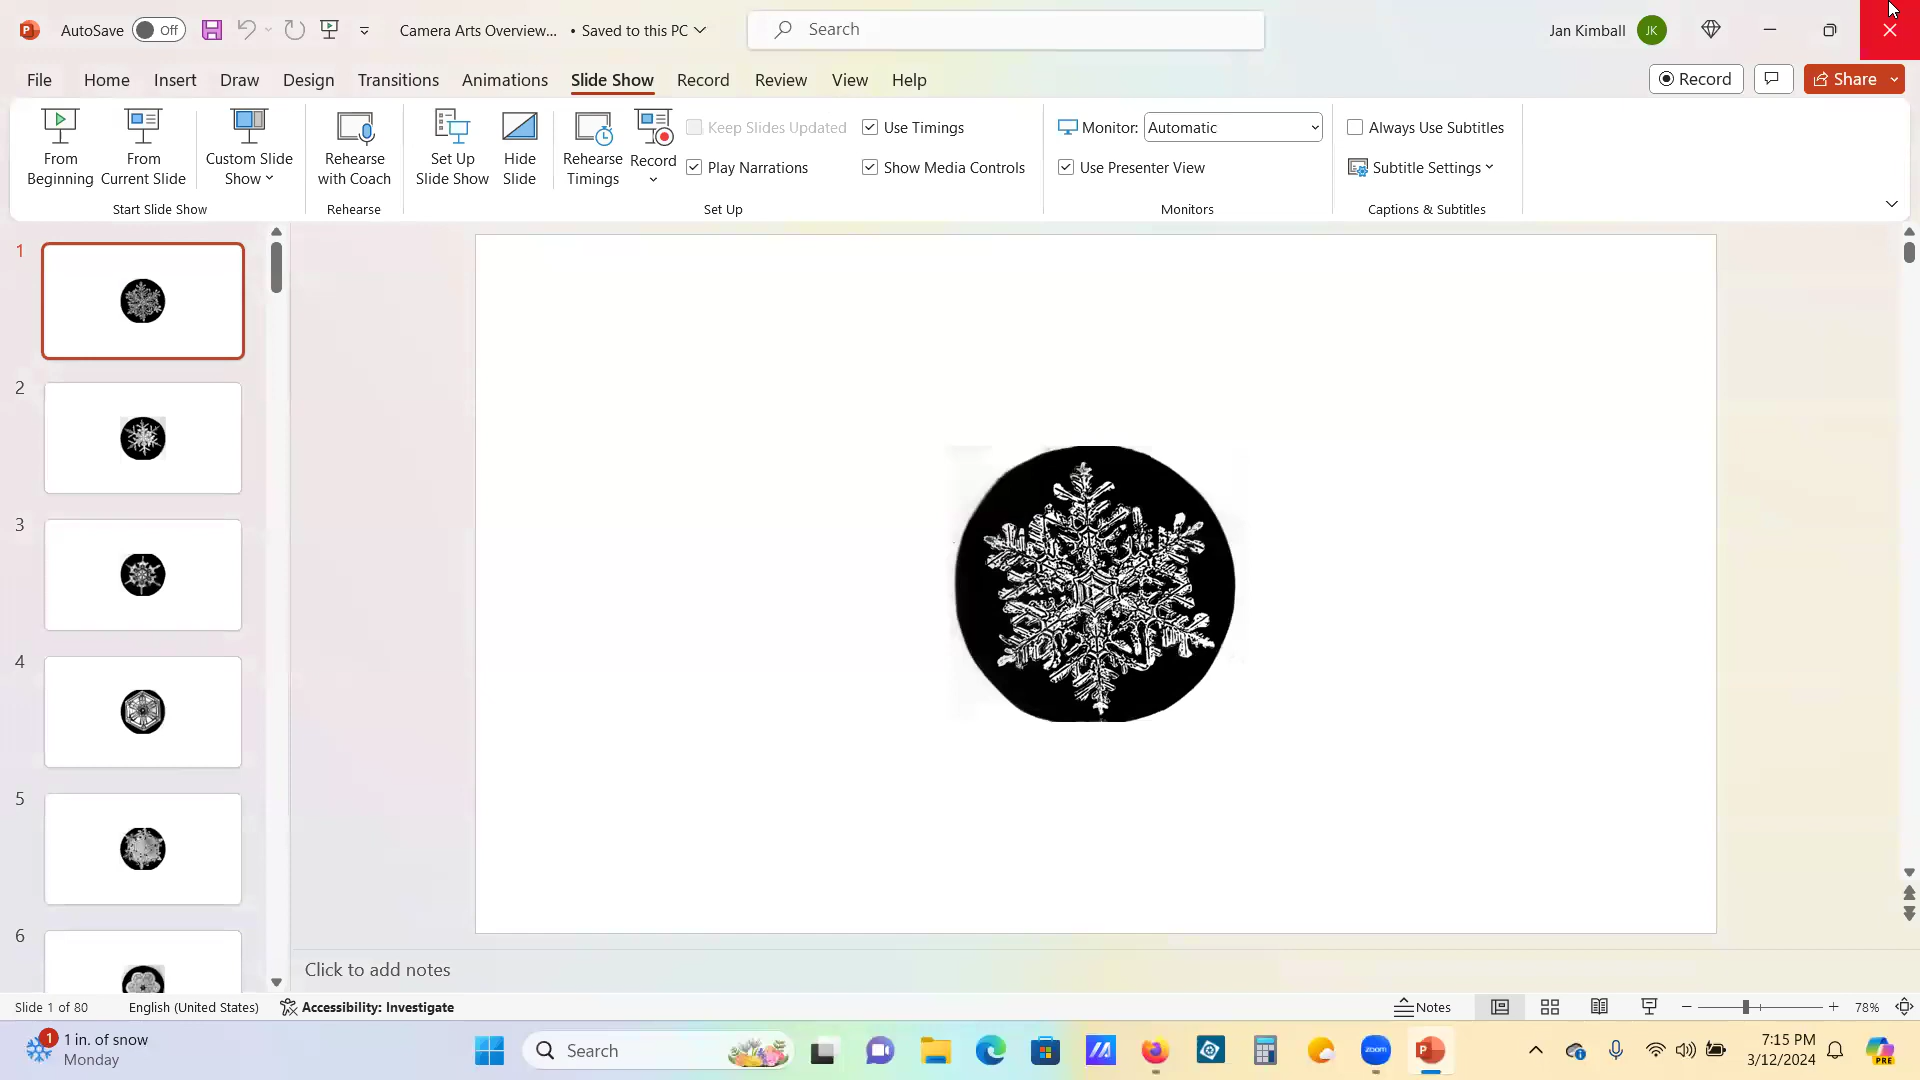 AutoSave Off Camera Arts Overview... • Saved to this PC Search Jan Kimball JK
File Home Insert Draw Design Transitions Animations Slide Show Record Review View Help Record Share
From Beginning
From Current Slide
Custom Slide Show
Start Slide Show
Rehearse with Coach
Rehearse
Set Up Slide Show
Hide Slide
Rehearse Timings
Record
Keep Slides Updated
Play Narrations
Use Timings
Show Media Controls
Set Up
Monitor: Automatic
Use Presenter View
Monitors
Always Use Subtitles
Subtitle Settings
Captions & Subtitles
1
2
3
4
5
6
Click to add notes
Slide 1 of 80 English (United States) Accessibility: Investigate Notes 78%
1
1 in. of snow
Monday
Search
zoom
7:15 PM
3/12/2024
PRE